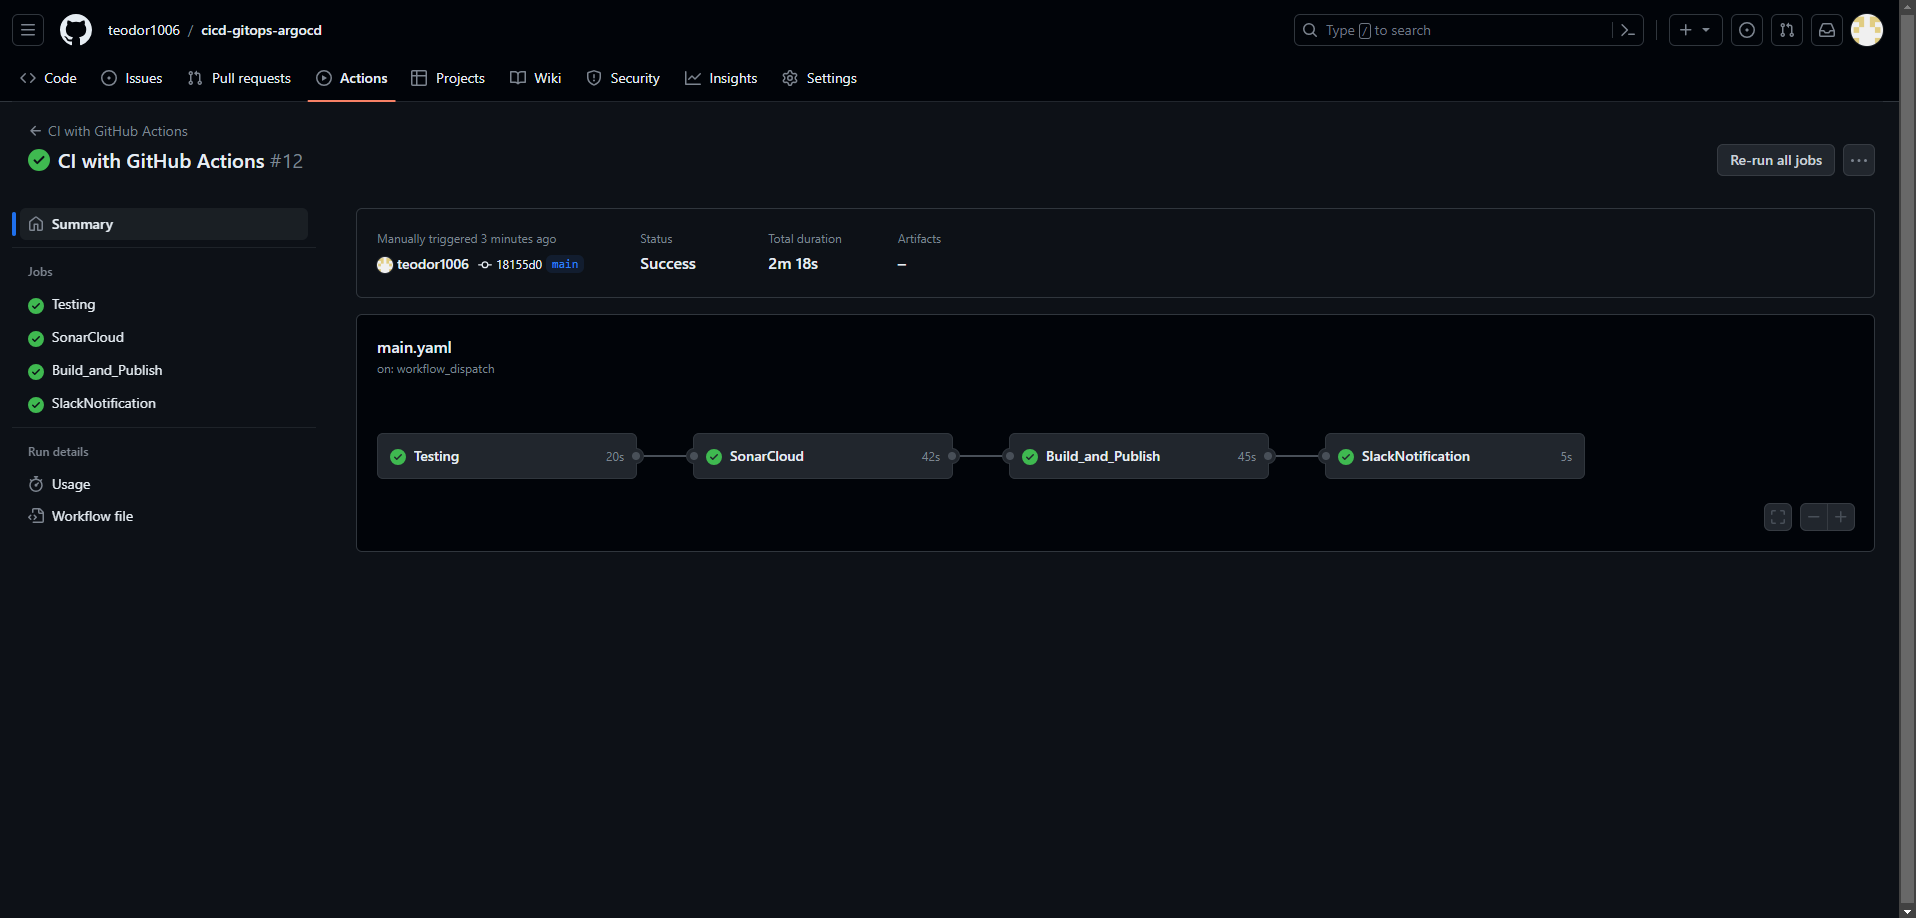 teodor1006 / cicd-gitops-argocd
Type / to search
Code Issues Pull requests Actions Projects Wiki Security Insights Settings
CI with GitHub Actions
CI with GitHub Actions #12
Re-run all jobs
Summary
Jobs
Testing
SonarCloud
Build_and_Publish
SlackNotification
Run details
Usage
Workflow file
Manually triggered 3 minutes ago Status Total duration Artifacts
teodor1006 18155d0 main Success 2m 18s –
main.yaml
on: workflow_dispatch
Testing 20s SonarCloud 42s Build_and_Publish 45s SlackNotification 5s